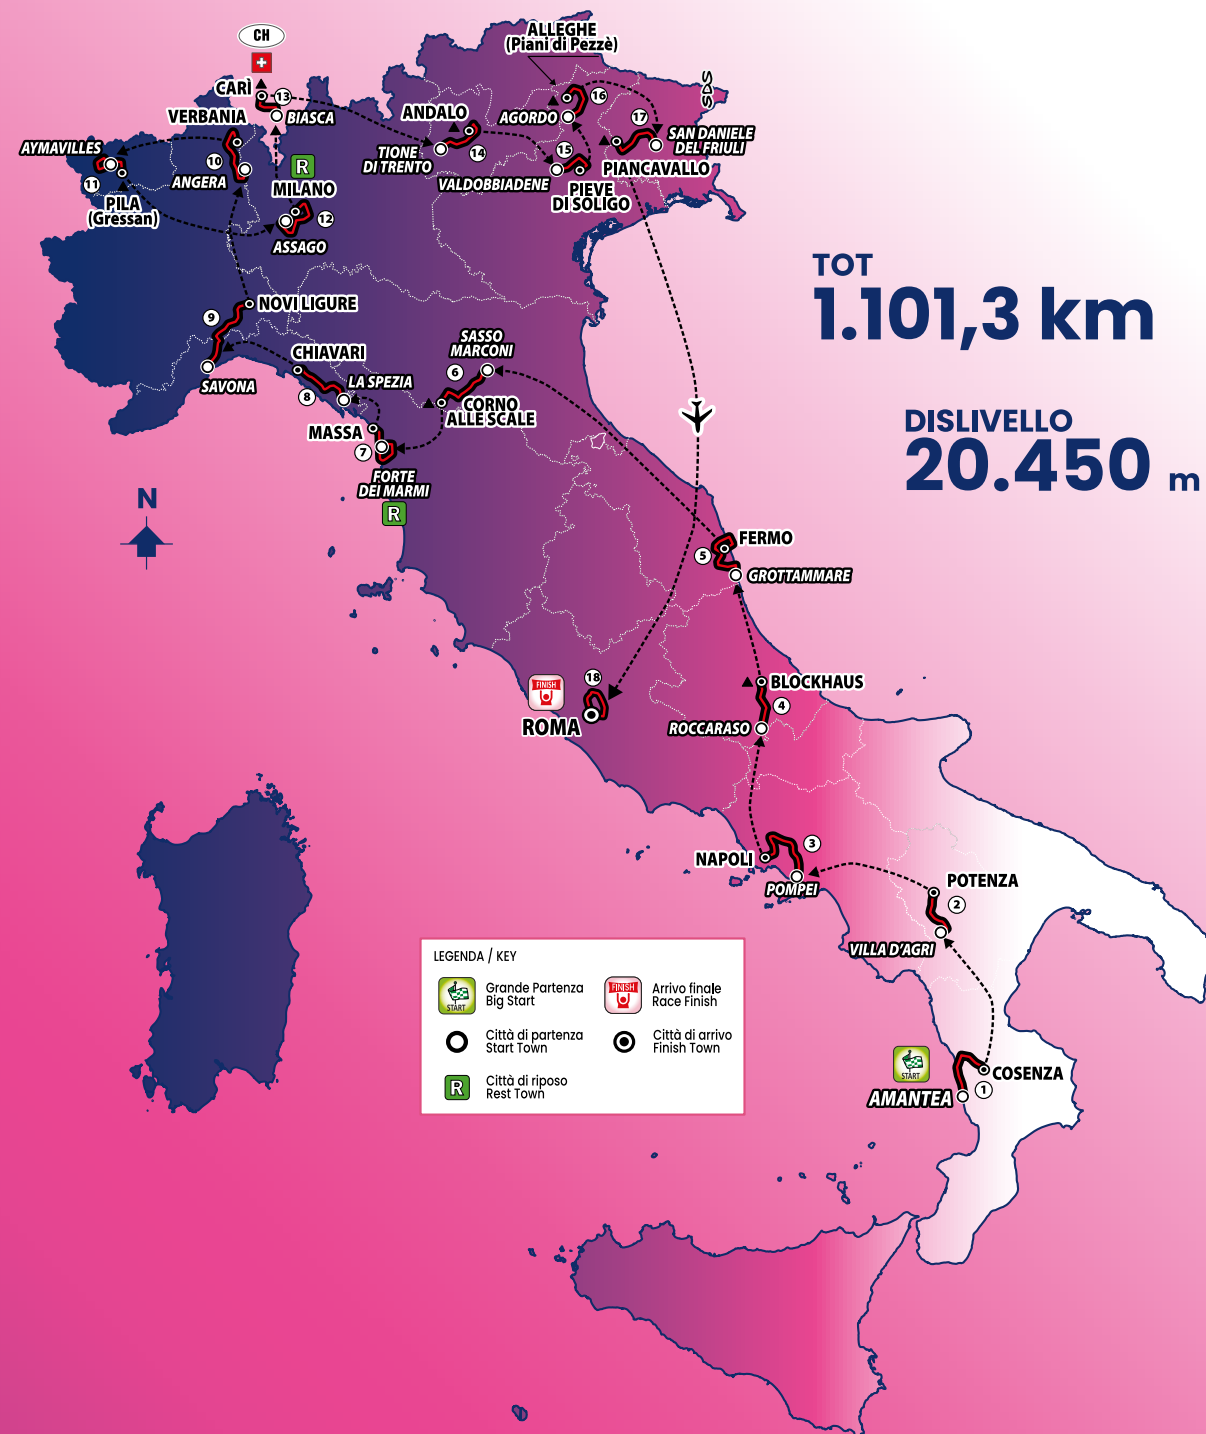 CH
ALLEGHE
(Piani di Pezzè)
CARÌ
13
BIASCA
VERBANIA
ANDALO
AGORDO
16
SDS
17
SAN DANIELE
DEL FRIULI
AYMAVILLES
11
10
ANGERA
R
MILANO
TIONE
DI TRENTO
14
15
VALDOBBIADENE
PIANCAVALLO
PIEVE
DI SOLIGO
PILA
(Gressan)
12
ASSAGO
TOT
1.101,3 km
NOVI LIGURE
9
SAVONA
CHIAVARI
8
LA SPEZIA
SASSO
MARCONI
6
CORNO
ALLE SCALE
DISLIVELLO
20.450 m
MASSA
7
FORTE
DEI MARMI
R
N
FERMO
5
GROTTAMMARE
FINISH
18
ROMA
BLOCKHAUS
4
ROCCARASO
NAPOLI
3
POMPEI
POTENZA
2
VILLA D'AGRI
LEGENDA / KEY
START
Grande Partenza
Big Start
FINISH
Arrivo finale
Race Finish
Città di partenza
Start Town
Città di arrivo
Finish Town
R
Città di riposo
Rest Town
START
COSENZA
1
AMANTEA